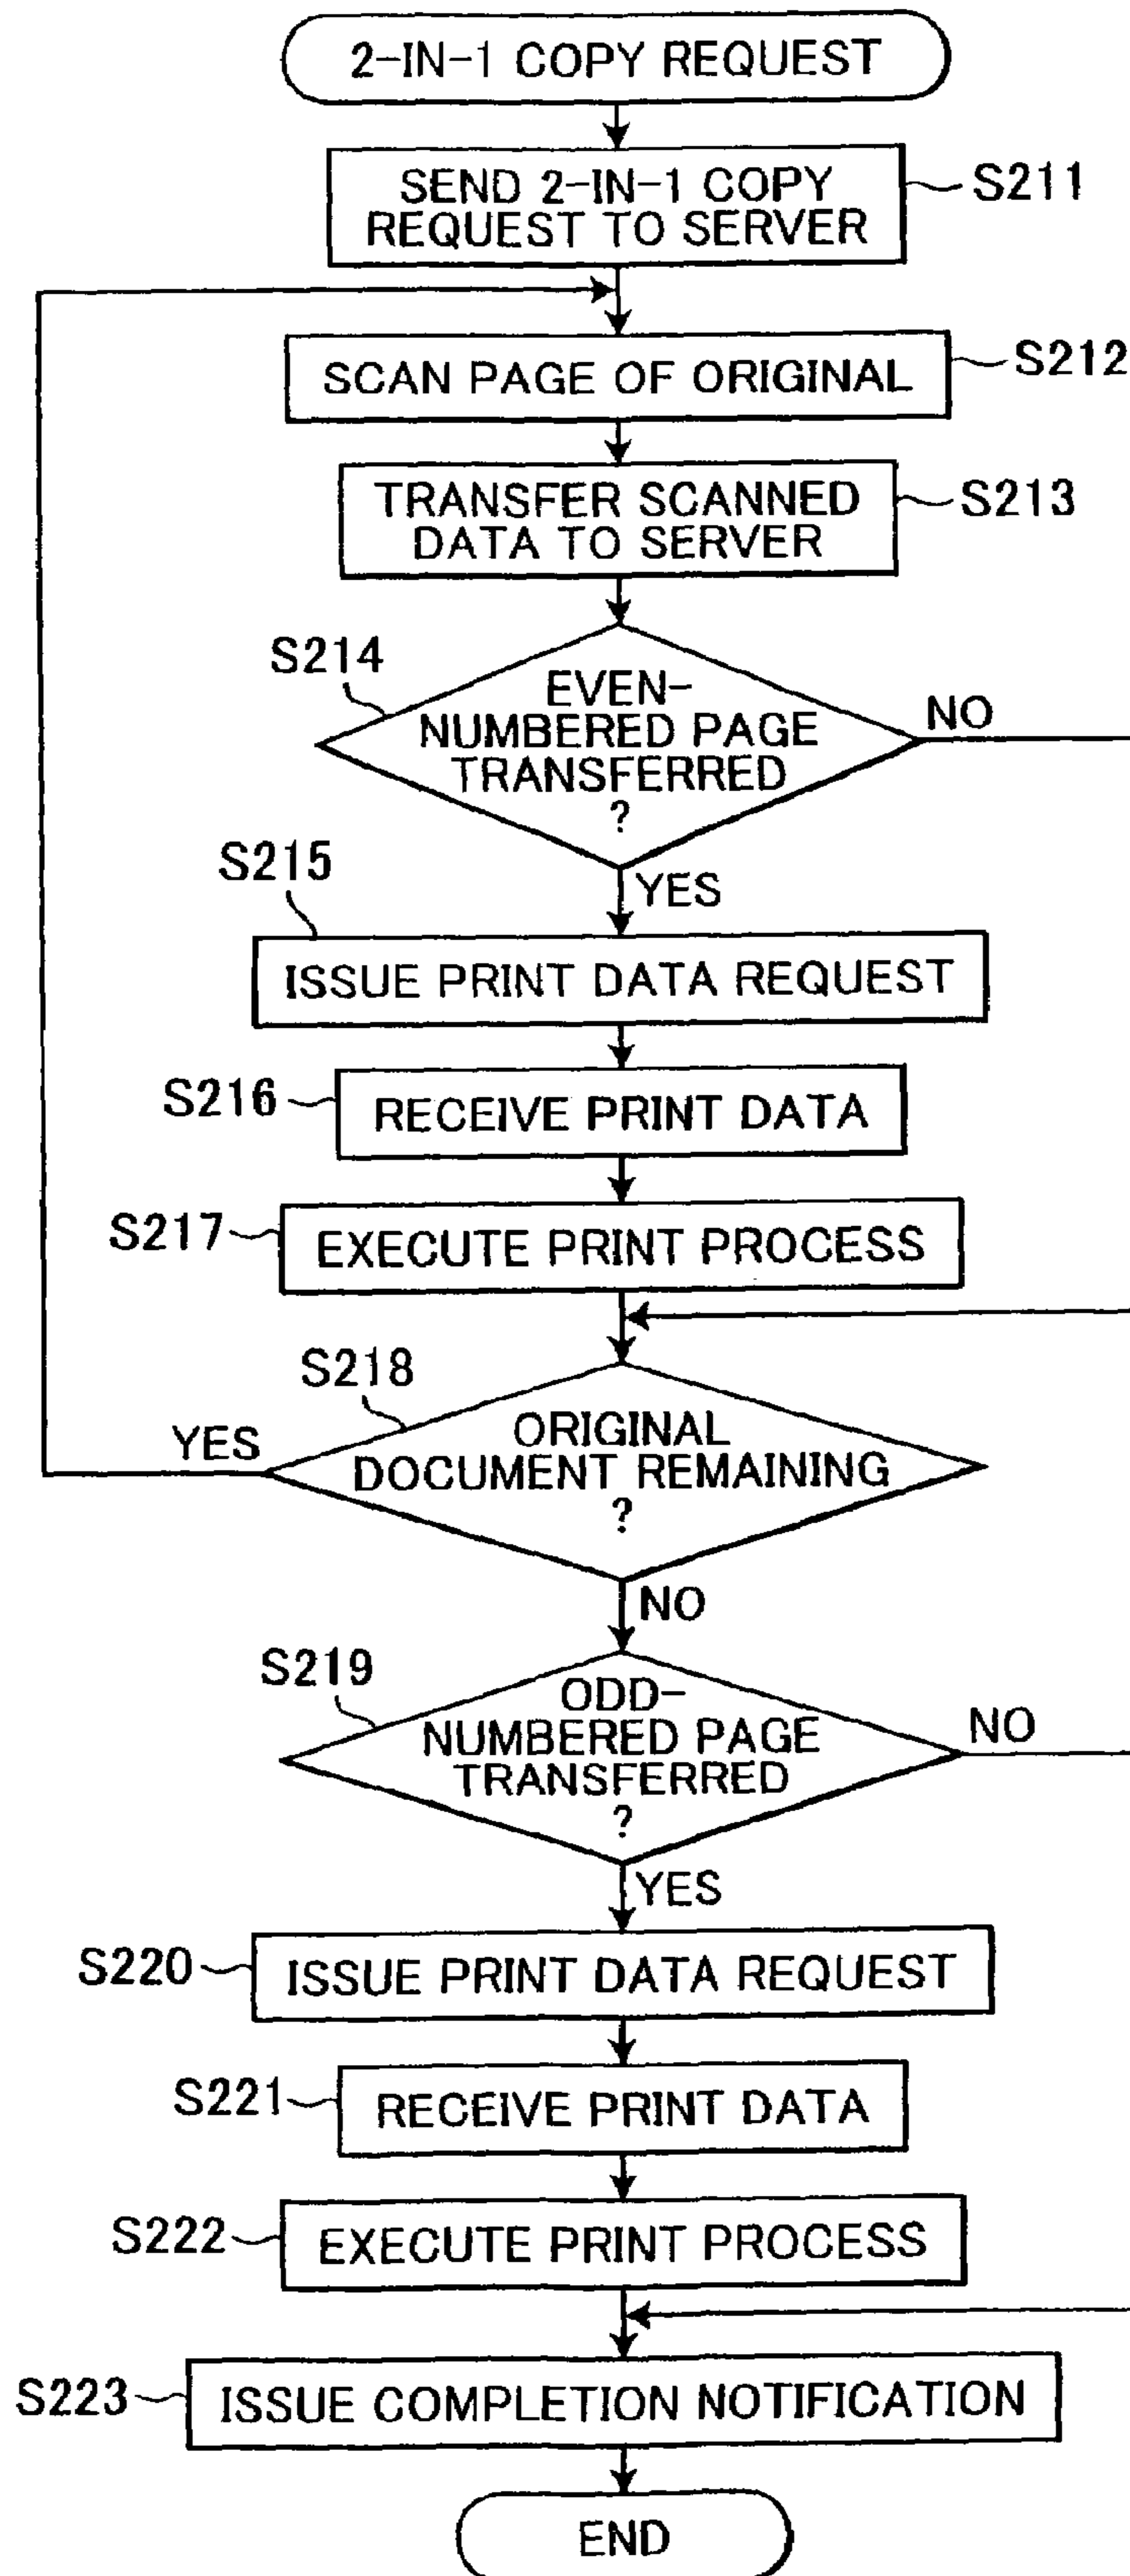 2-IN-1 COPY REQUEST
SEND 2-IN-1 COPY
REQUEST TO SERVER
S211
SCAN PAGE OF ORIGINAL
S212
TRANSFER SCANNED
DATA TO SERVER
S213
S214
EVEN-
NUMBERED PAGE
TRANSFERRED
?
NO
YES
S215
ISSUE PRINT DATA REQUEST
S216
RECEIVE PRINT DATA
S217
EXECUTE PRINT PROCESS
S218
YES
ORIGINAL
DOCUMENT REMAINING
?
NO
S219
ODD-
NUMBERED PAGE
TRANSFERRED
?
NO
YES
S220
ISSUE PRINT DATA REQUEST
S221
RECEIVE PRINT DATA
S222
EXECUTE PRINT PROCESS
S223
ISSUE COMPLETION NOTIFICATION
END